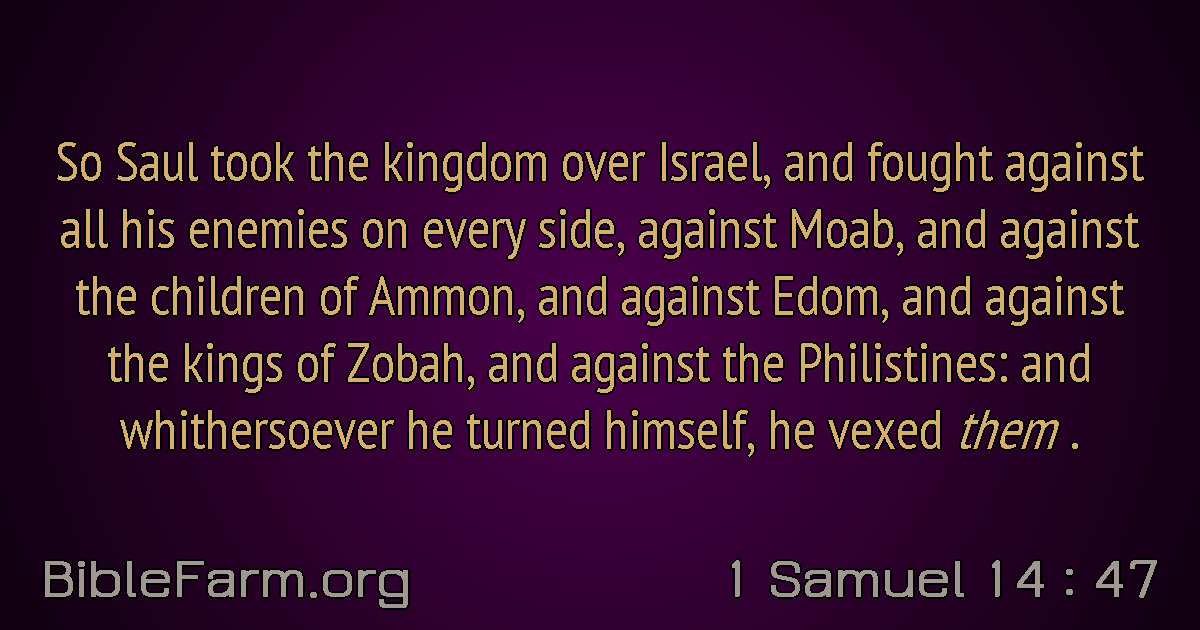 So Saul took the kingdom over Israel, and fought against
all his enemies on every side, against Moab, and against
the children of Ammon, and against Edom, and against
the kings of Zobah, and against the Philistines: and
whithersoever he turned himself, he vexed them .
BibleFarm.org
1 Samuel 14 : 47